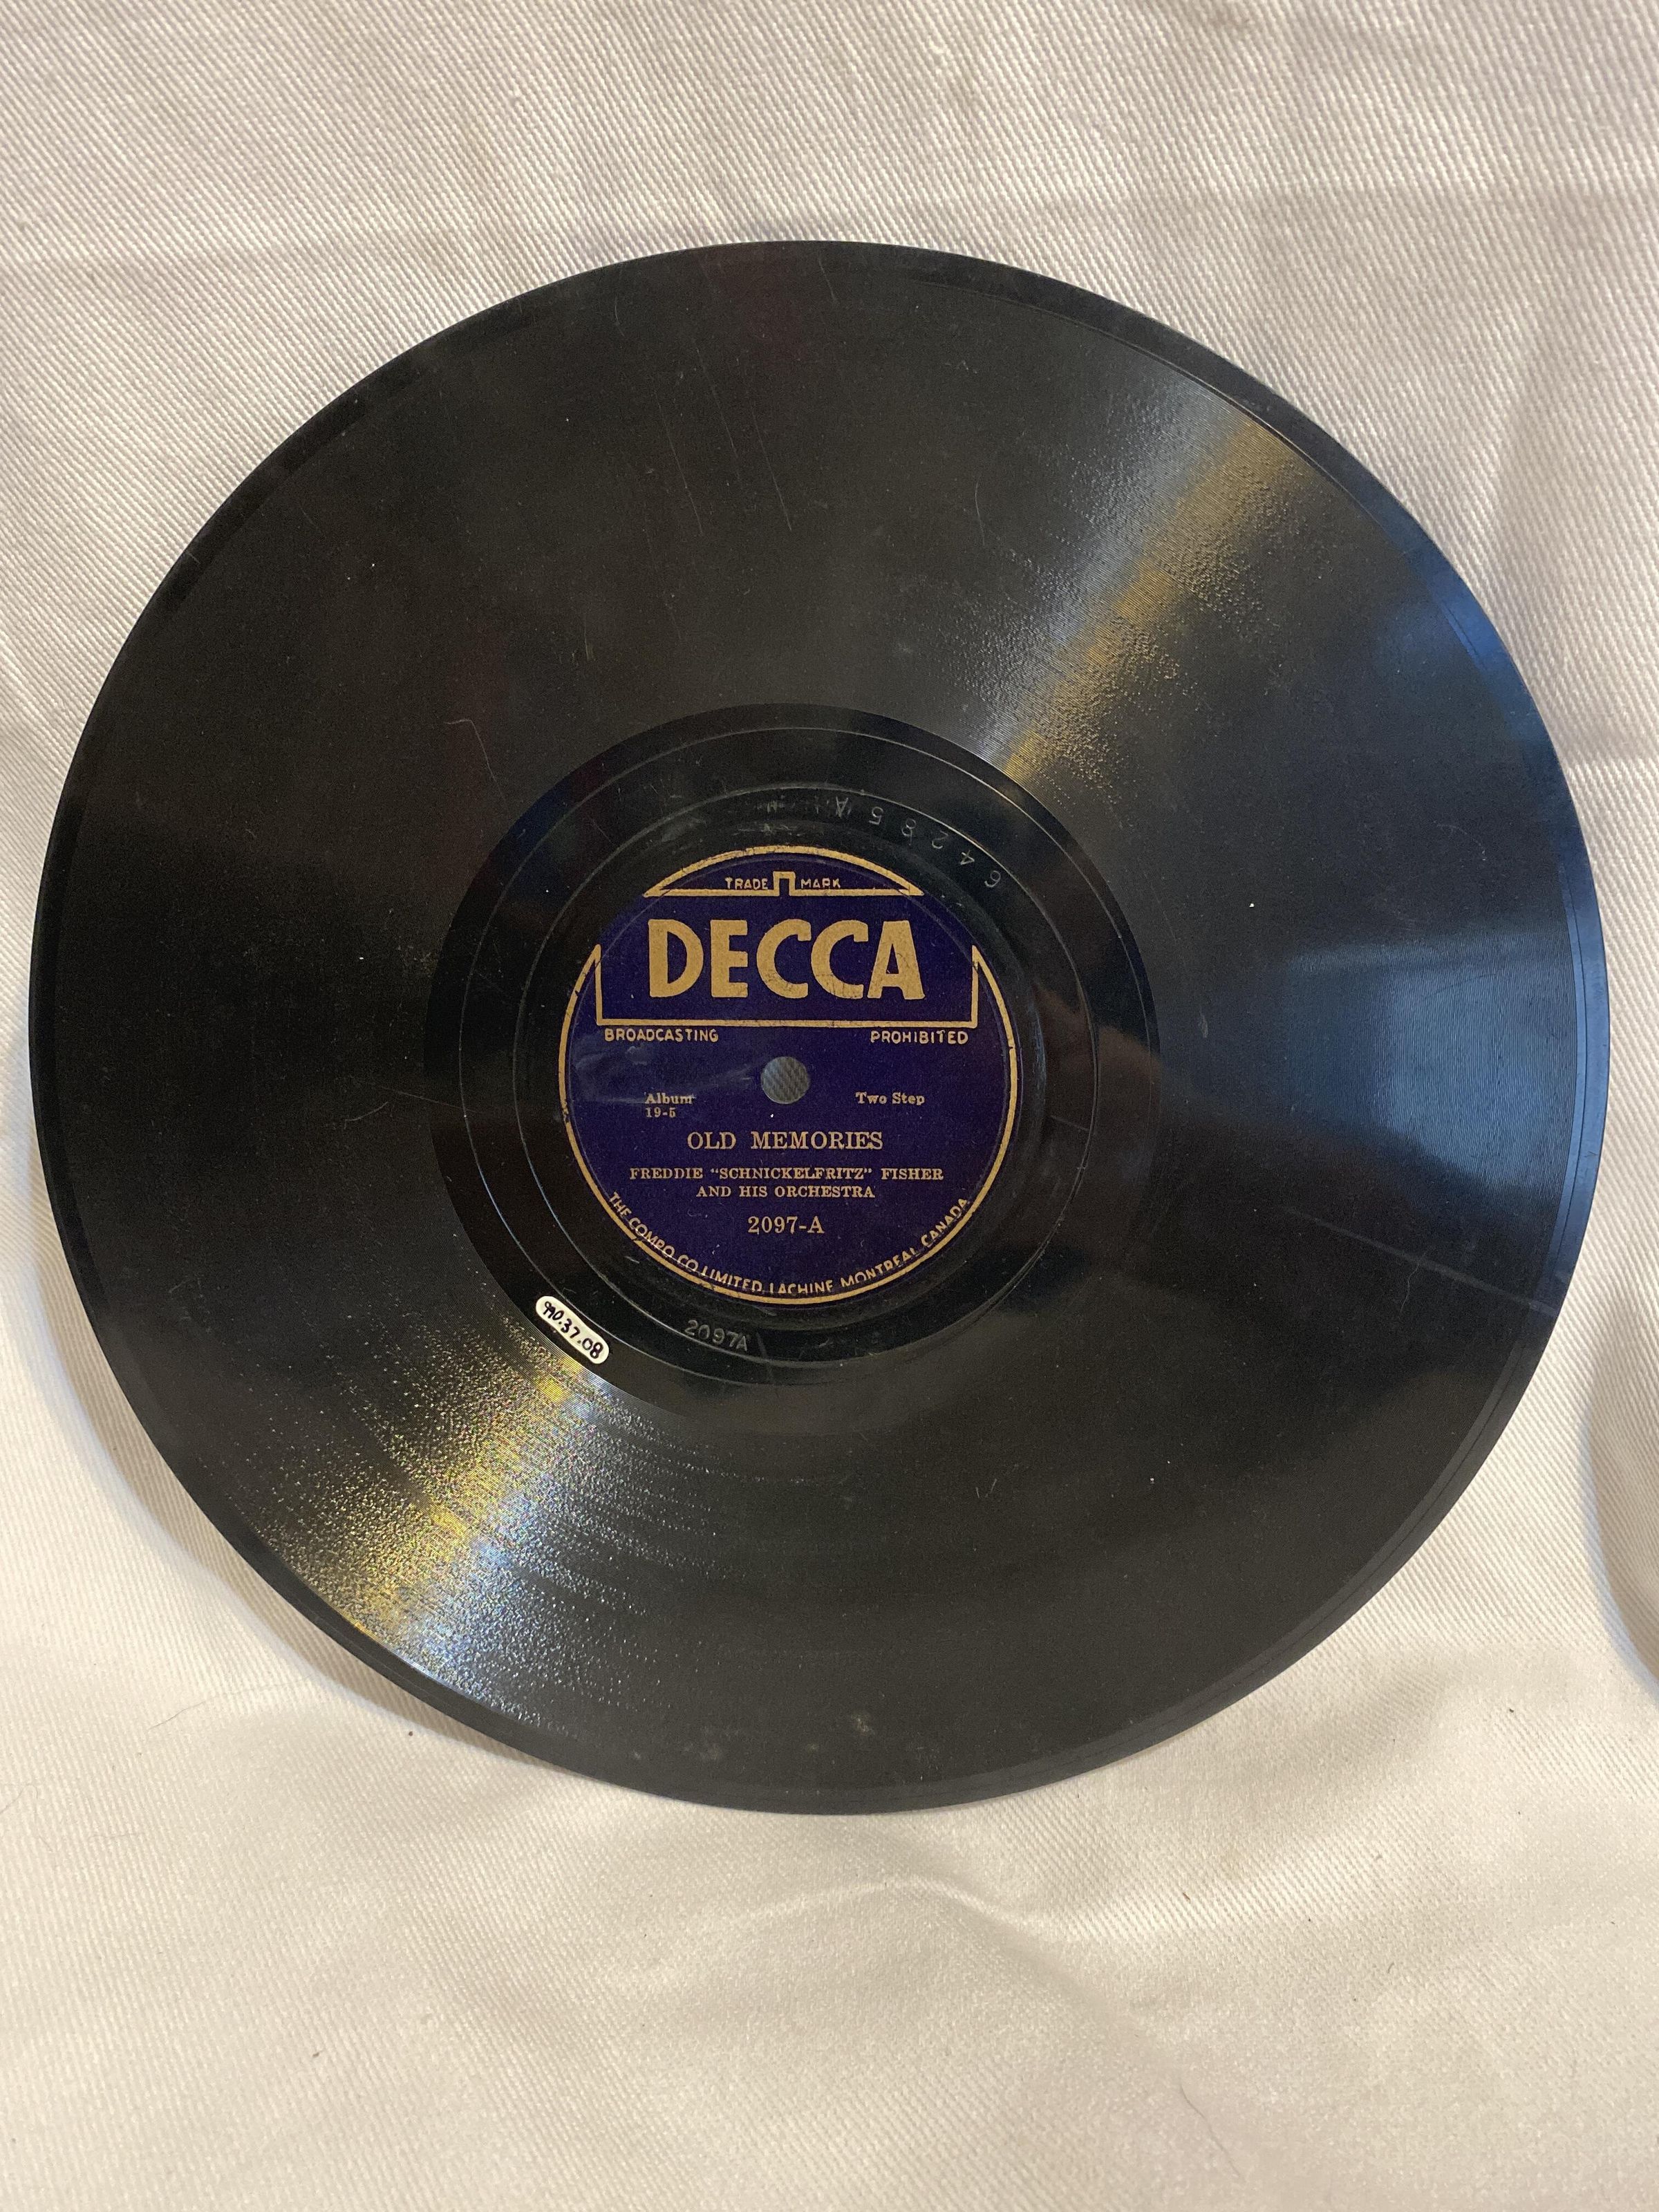 64285 A
TRADE MARK
DECCA
BROADCASTING PROHIBITED
Album Two Step
19-5
OLD MEMORIES
FREDDIE “SCHNICKELFRITZ” FISHER
AND HIS ORCHESTRA
2097-A
THE COMPO CO LIMITED LACHINE MONTREAL CANADA
990.37.08
2097A